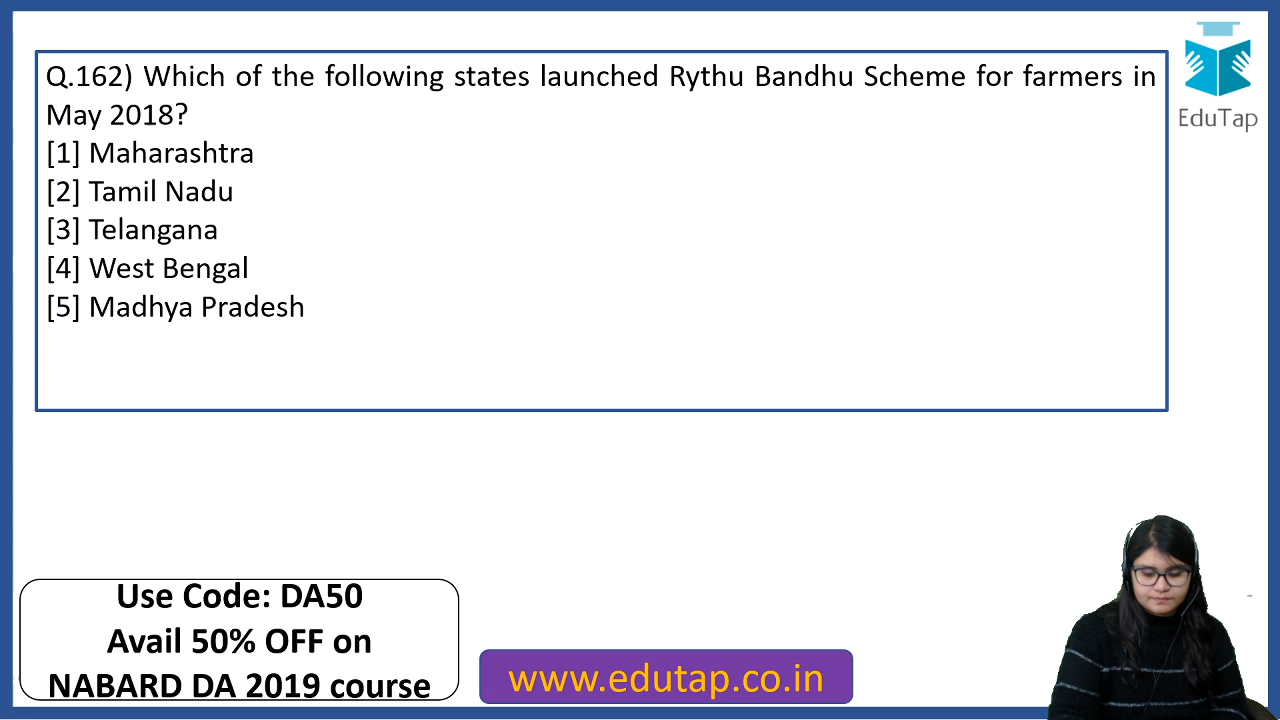 Q.162) Which of the following states launched Rythu Bandhu Scheme for farmers in
May 2018?
[1] Maharashtra
[2] Tamil Nadu
[3] Telangana
[4] West Bengal
[5] Madhya Pradesh
EduTap
Use Code: DA50
Avail 50% OFF on
NABARD DA 2019 course
www.edutap.co.in